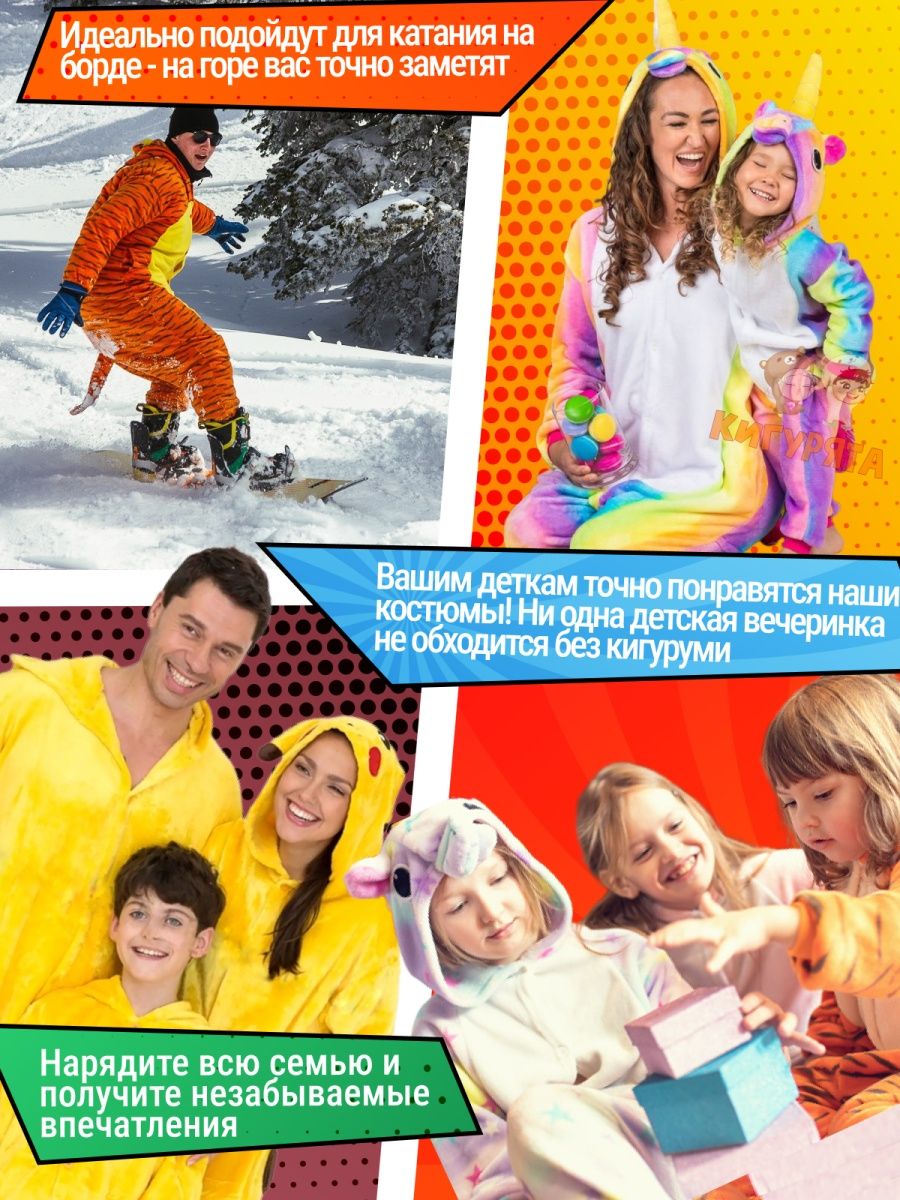 Идеально подойдут для катания на
борде - на горе вас точно заметят
КИГУРЯТА
Вашим деткам точно понравятся наши
костюмы! Ни одна детская вечеринка
не обходится без кигуруми
Нарядите всю семью и
получите незабываемые
впечатления